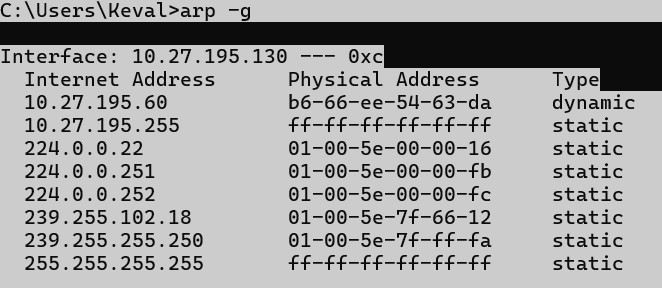 C:\Users\Keval>arp -g
Interface: 10.27.195.130 --- 0xc
Internet Address Physical Address Type
10.27.195.60 b6-66-ee-54-63-da dynamic
10.27.195.255 ff-ff-ff-ff-ff-ff static
224.0.0.22 01-00-5e-00-00-16 static
224.0.0.251 01-00-5e-00-00-fb static
224.0.0.252 01-00-5e-00-00-fc static
239.255.102.18 01-00-5e-7f-66-12 static
239.255.255.250 01-00-5e-7f-ff-fa static
255.255.255.255 ff-ff-ff-ff-ff-ff static